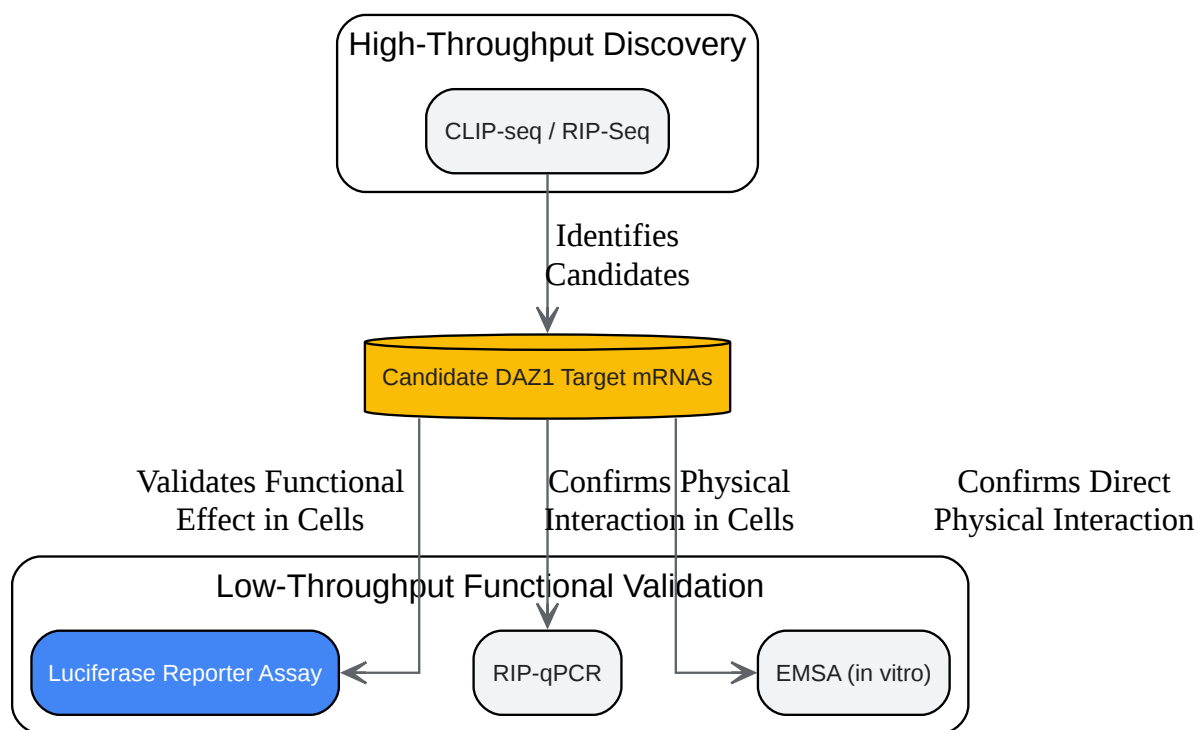 High-Throughput Discovery
CLIP-seq / RIP-Seq
Identifies
Candidates
Candidate DAZ1 Target mRNAs
Validates Functional
Effect in Cells
Confirms Physical
Interaction in Cells
Confirms Direct
Physical Interaction
Low-Throughput Functional Validation
Luciferase Reporter Assay
RIP-qPCR
EMSA (in vitro)